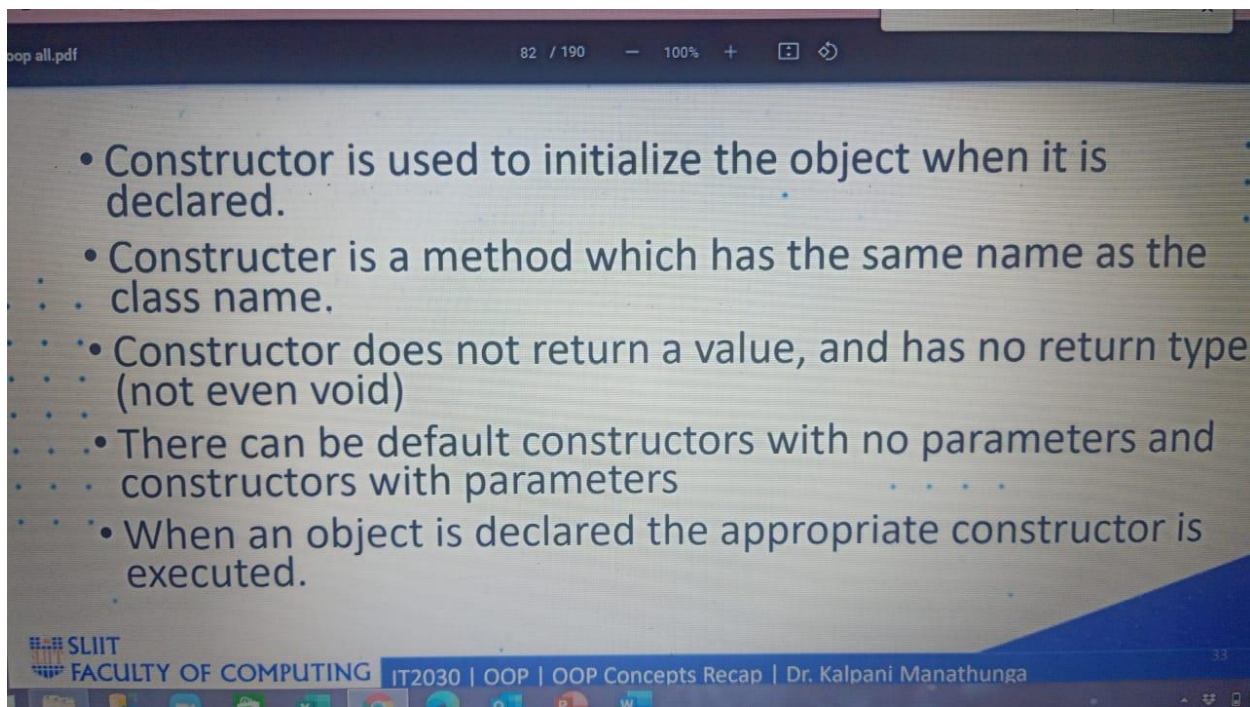 oop all.pdf
82 / 190
100%
• Constructor is used to initialize the object when it is
declared.
• Constructer is a method which has the same name as the
class name.
• Constructor does not return a value, and has no return type
(not even void)
• There can be default constructors with no parameters and
constructors with parameters
• When an object is declared the appropriate constructor is
executed.
SLIIT
FACULTY OF COMPUTING
IT2030 | OOP | OOP Concepts Recap | Dr. Kalpani Manathunga
33